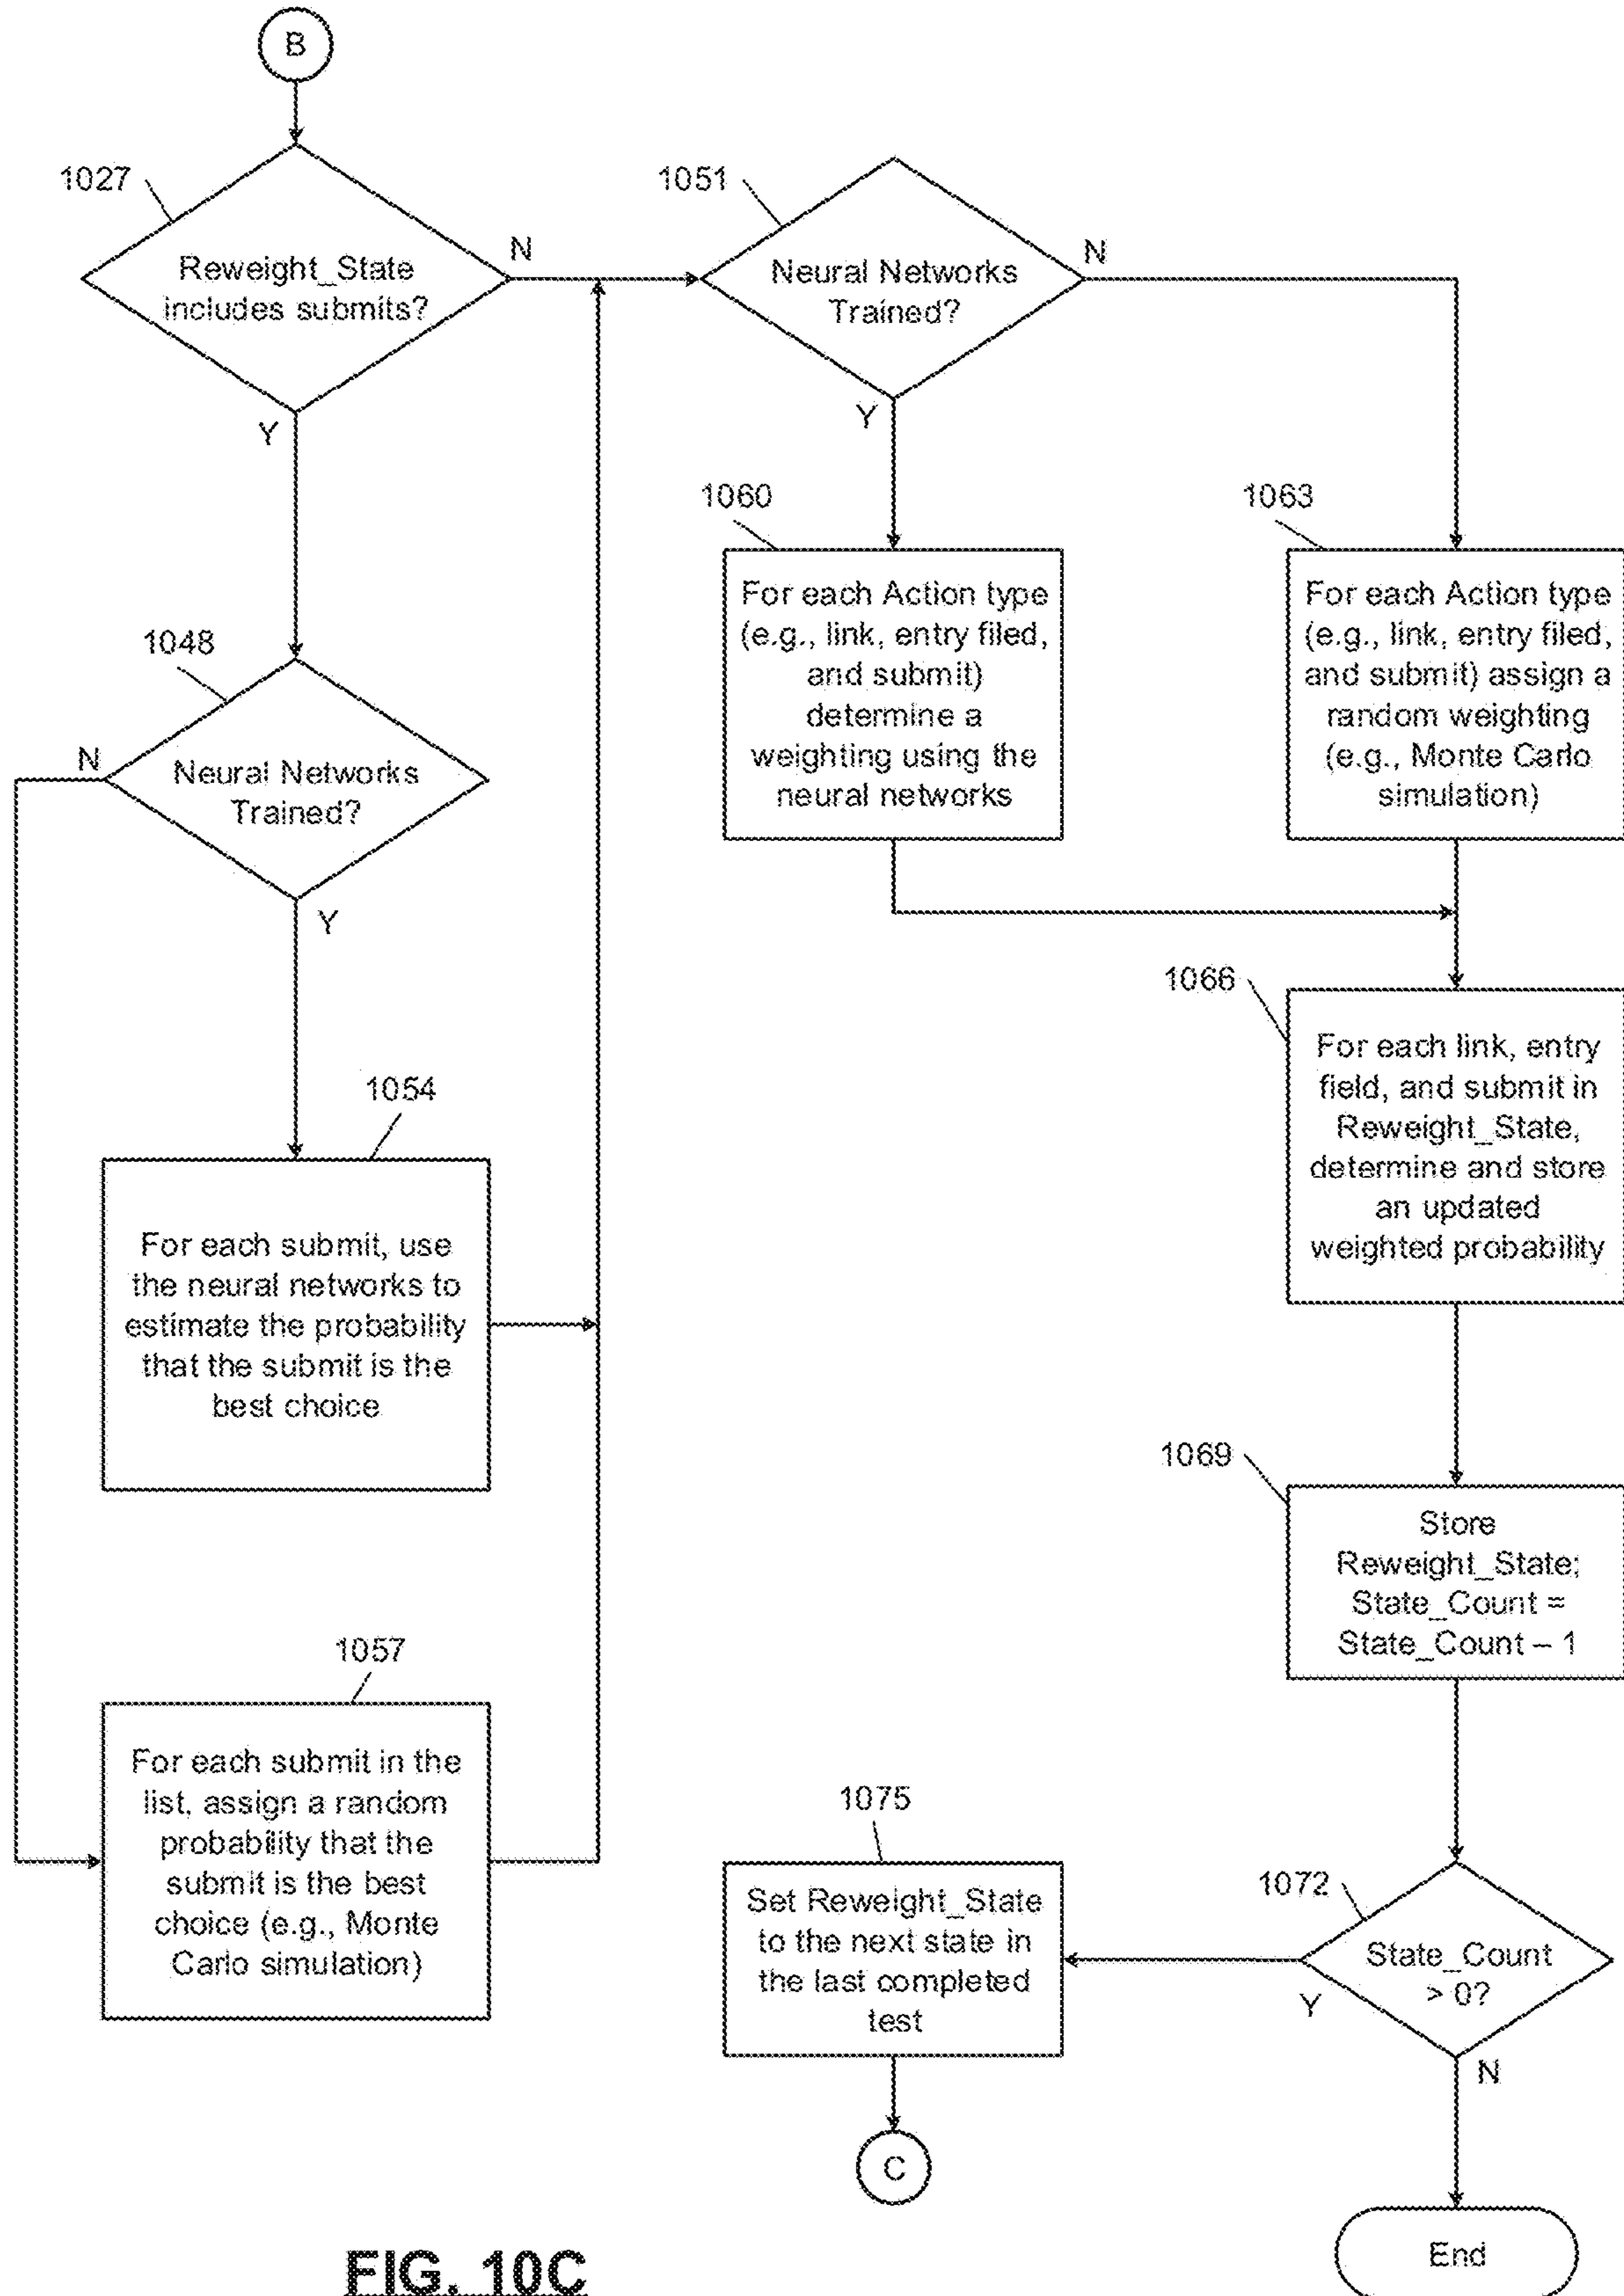 B
1027
Reweight_State
includes submits?
N
Y
1051
Neural Networks
Trained?
N
Y
1060
For each Action type
(e.g., link, entry filed,
and submit)
determine a
weighting using the
neural networks
1063
For each Action type
(e.g., link, entry filed,
and submit) assign a
random weighting
(e.g., Monte Carlo
simulation)
1048
Neural Networks
Trained?
N
Y
1066
For each link, entry
field, and submit in
Reweight_State,
determine and store
an updated
weighted probability
1054
For each submit, use
the neural networks to
estimate the probability
that the submit is the
best choice
1069
Store
Reweight_State;
State_Count =
State_Count – 1
1057
For each submit in the
list, assign a random
probability that the
submit is the best
choice (e.g., Monte
Carlo simulation)
1075
Set Reweight_State
to the next state in
the last completed
test
1072
State_Count
> 0?
Y
N
C
End
FIG. 10C